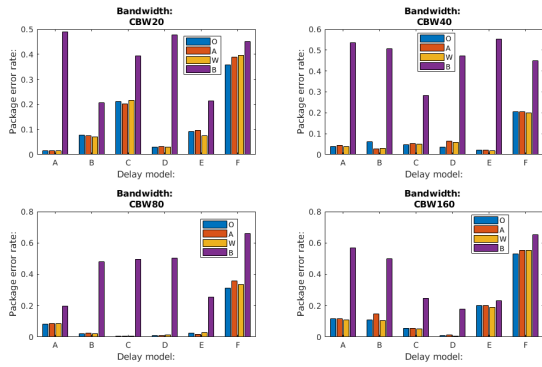 Bandwidth:
CBW20
Package error rate:
0.5
0.4
0.3
0.2
0.1
0
O
A
W
B
A B C D E F
Delay model:
Bandwidth:
CBW40
Package error rate:
0.6
0.5
0.4
0.3
0.2
0.1
0
O
A
W
B
A B C D E F
Delay model:
Bandwidth:
CBW80
Package error rate:
0.8
0.6
0.4
0.2
0
O
A
W
B
A B C D E F
Delay model:
Bandwidth:
CBW160
Package error rate:
0.8
0.6
0.4
0.2
0
O
A
W
B
A B C D E F
Delay model: